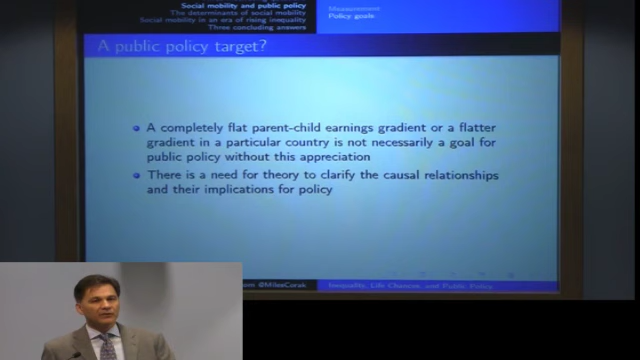 Social mobility and public policy
The determinants of social mobility
Social mobility in an era of rising inequality
Three concluding answers
Measurement
Policy goals
A public policy target?
A completely flat parent-child earnings gradient or a flatter
gradient in a particular country is not necessarily a goal for
public policy without this appreciation
There is a need for theory to clarify the causal relationships
and their implications for policy
@MilesCorak
Inequality, Life Chances, and Public Policy